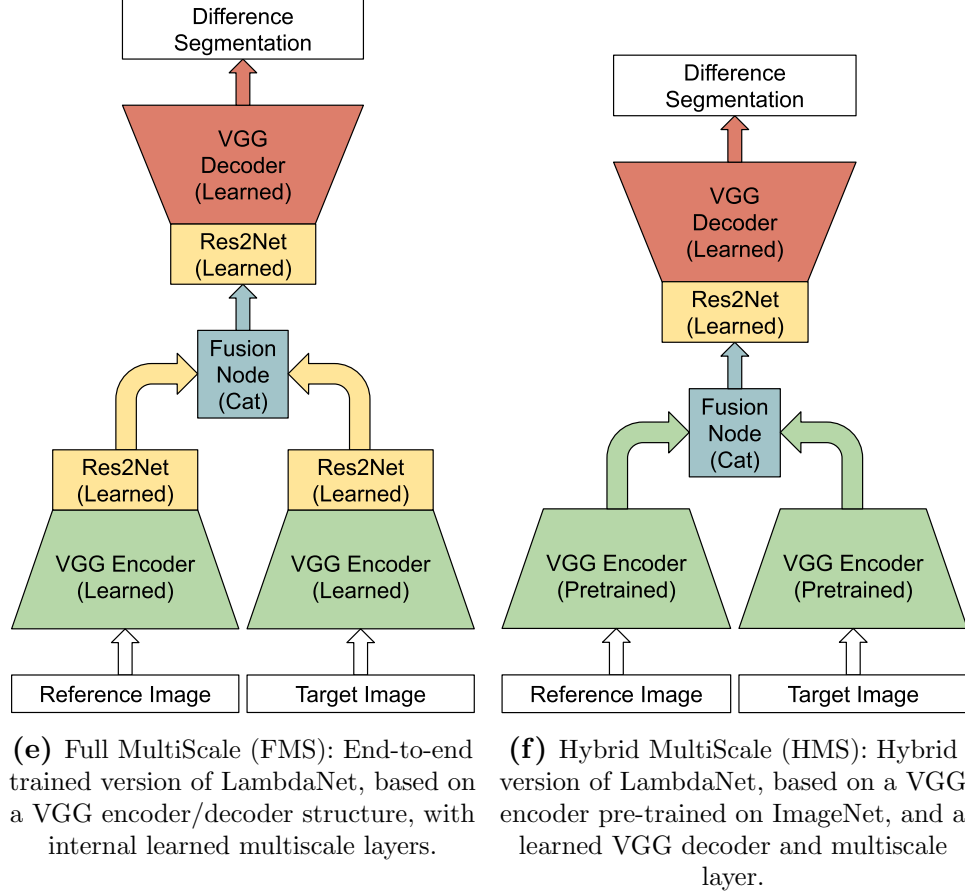 Difference
Segmentation
VGG
Decoder
(Learned)
Res2Net
(Learned)
Fusion
Node
(Cat)
Res2Net
(Learned)
Res2Net
(Learned)
VGG Encoder
(Learned)
VGG Encoder
(Learned)
Reference Image
Target Image
(e) Full MultiScale (FMS): End-to-end
trained version of LambdaNet, based on
a VGG encoder/decoder structure, with
internal learned multiscale layers.
Difference
Segmentation
VGG
Decoder
(Learned)
Res2Net
(Learned)
Fusion
Node
(Cat)
VGG Encoder
(Pretrained)
VGG Encoder
(Pretrained)
Reference Image
Target Image
(f) Hybrid MultiScale (HMS): Hybrid
version of LambdaNet, based on a VGG
encoder pre-trained on ImageNet, and a
learned VGG decoder and multiscale
layer.